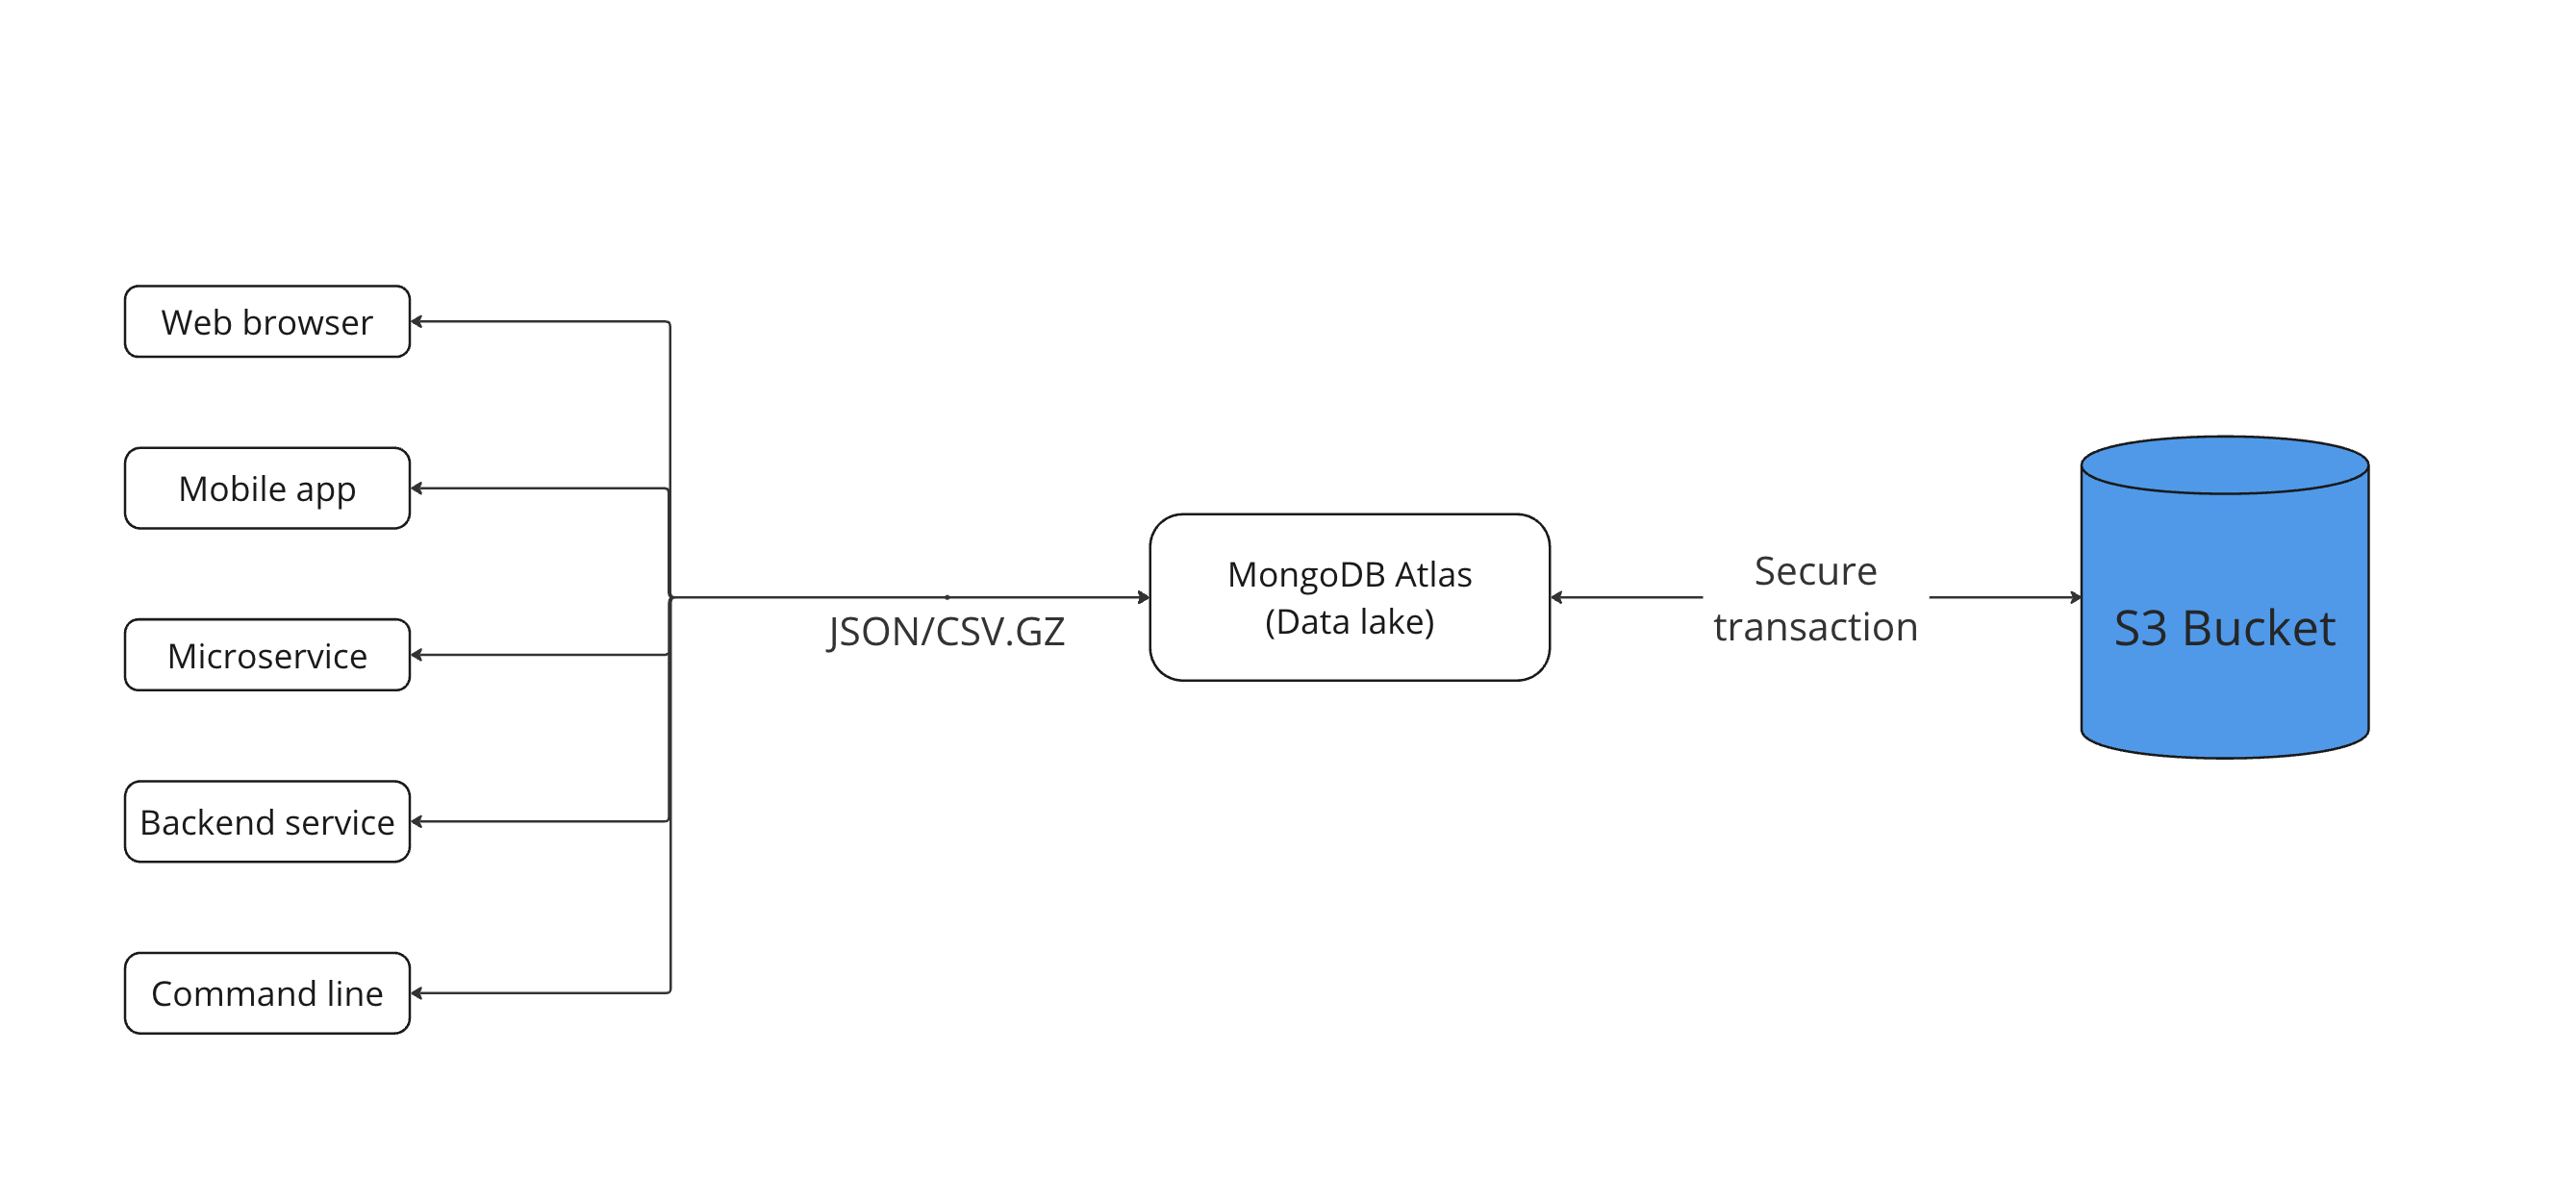 Web browser
Mobile app
Microservice
Backend service
Command line
JSON/CSV.GZ
MongoDB Atlas
(Data lake)
Secure
transaction
S3 Bucket